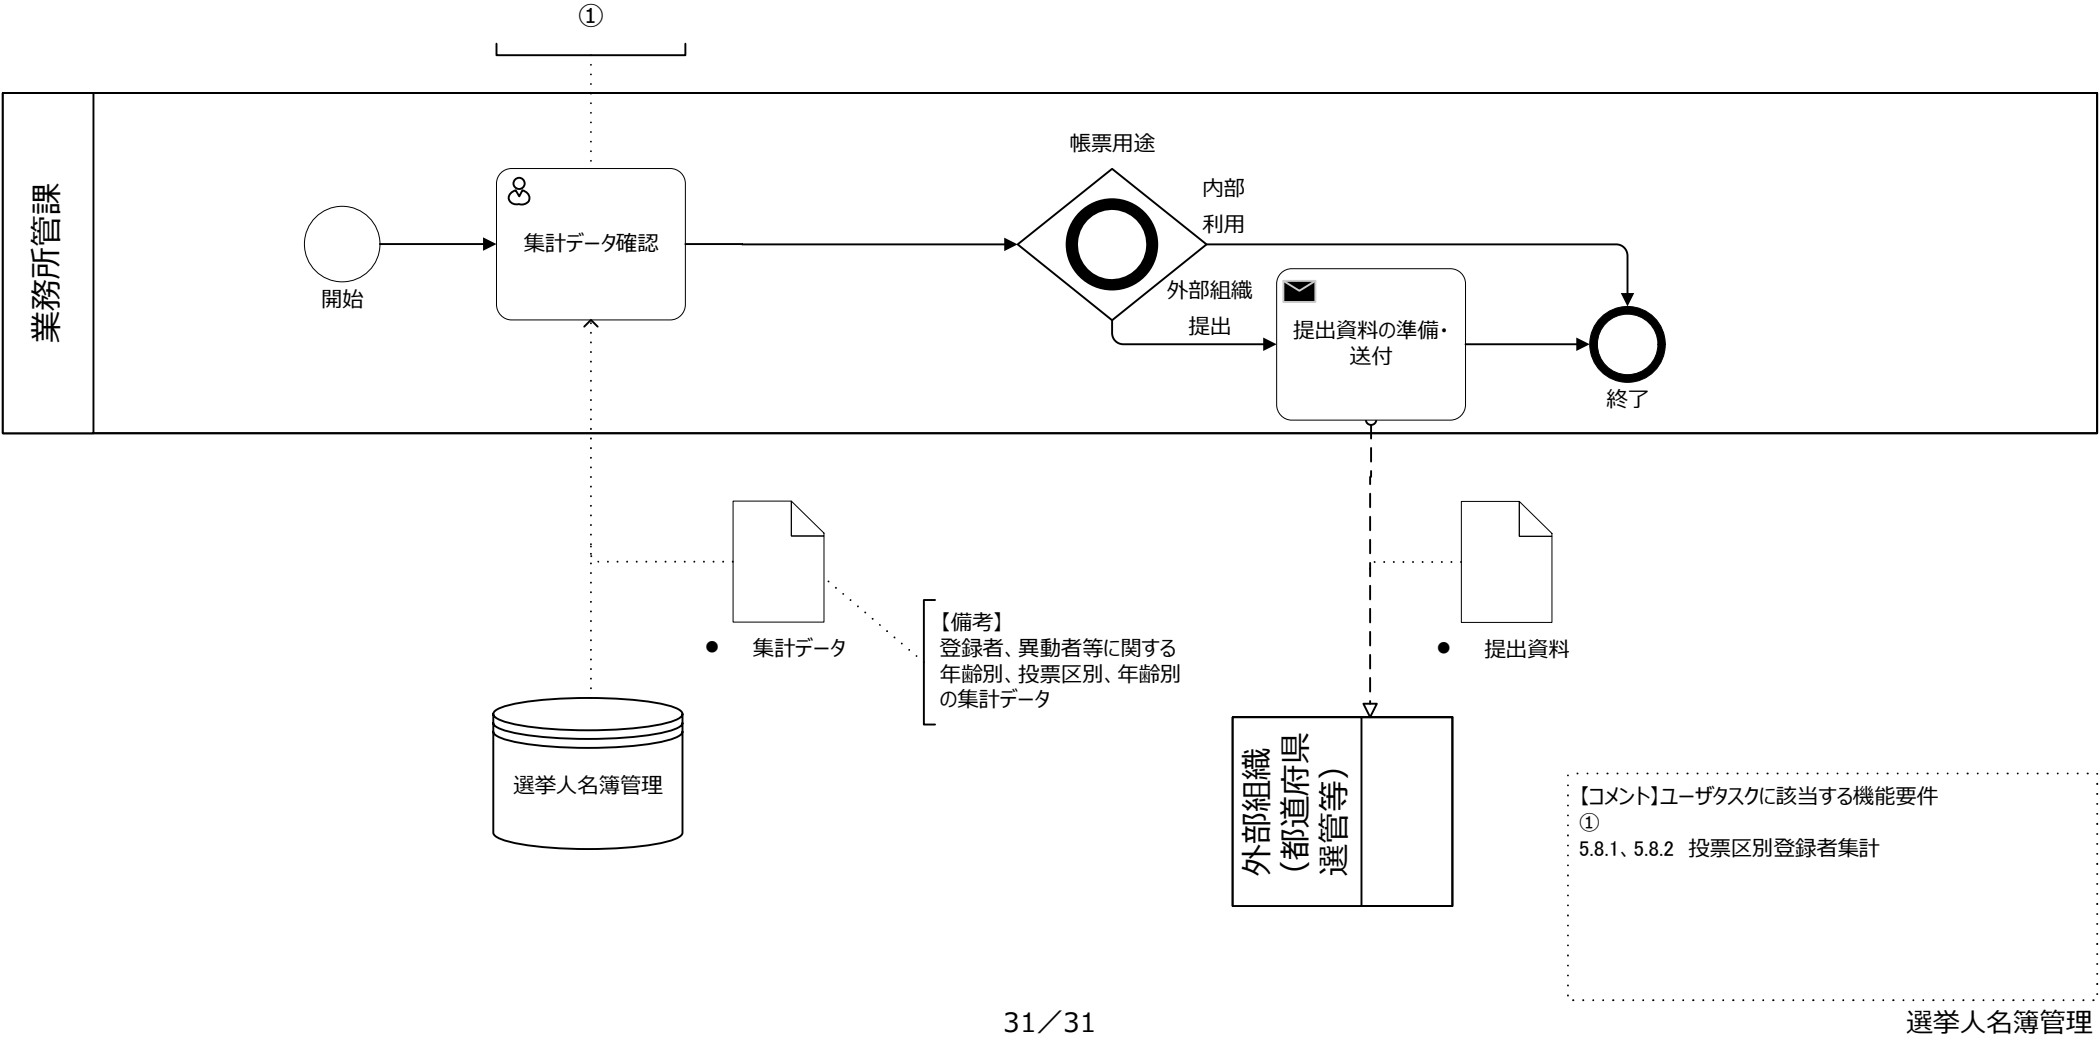 ①
業務所管課
開始
集計データ確認
帳票用途
内部
利用
外部組織
提出
提出資料の準備・
送付
終了
● 集計データ
【備考】
登録者、異動者等に関する
年齢別、投票区別、年齢別
の集計データ
● 提出資料
選挙人名簿管理
外部組織
（都道府県
選管等）
【コメント】ユーザタスクに該当する機能要件
①
5.8.1、5.8.2 投票区別登録者集計
31／31
選挙人名簿管理